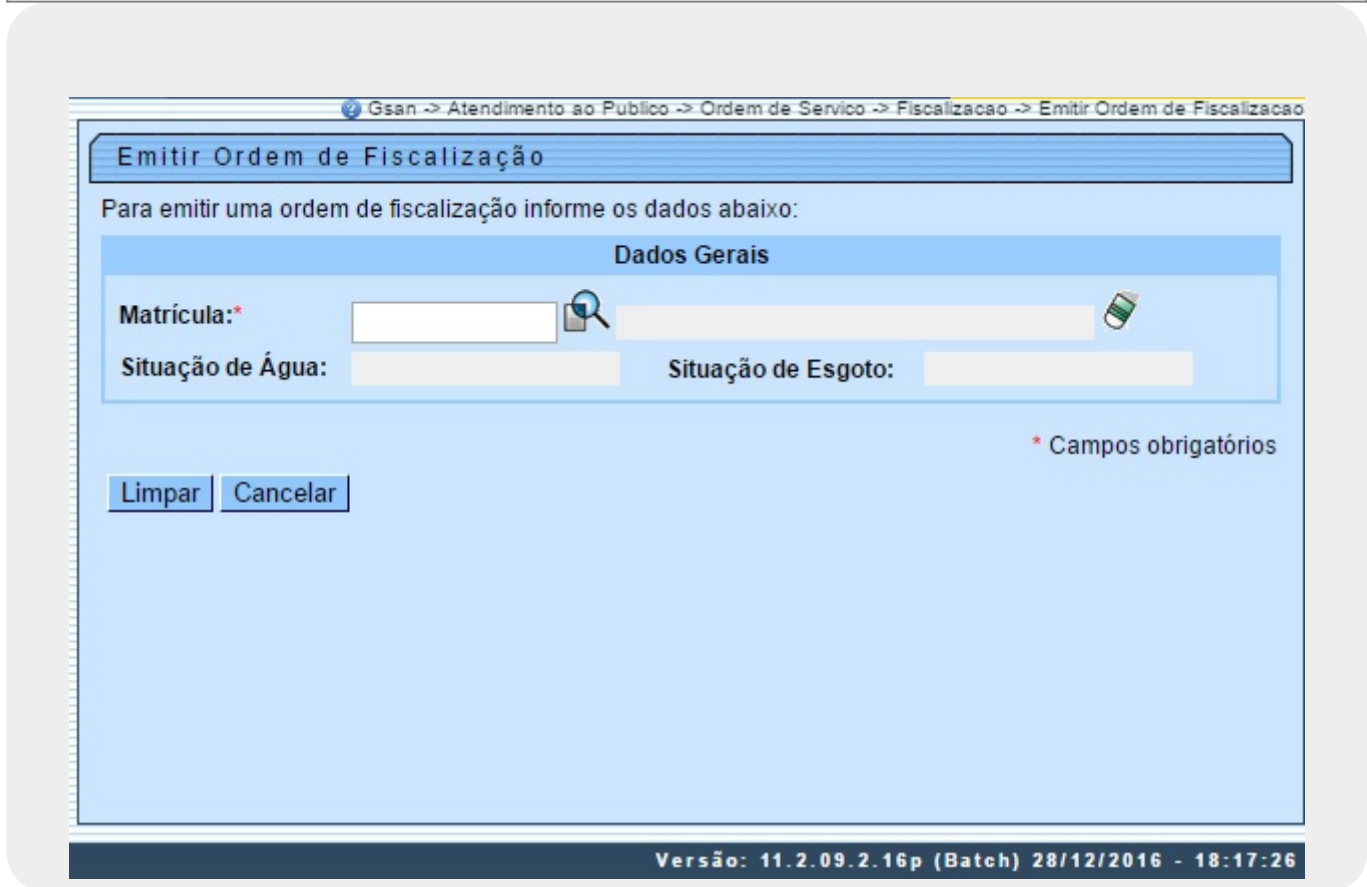 Gsan -> Atendimento ao Publico -> Ordem de Servico -> Fiscalizacao -> Emitir Ordem de Fiscalizacao
Emitir Ordem de Fiscalização
Para emitir uma ordem de fiscalização informe os dados abaixo:
Dados Gerais
Matrícula:*
Situação de Água: Situação de Esgoto:
* Campos obrigatórios
Limpar Cancelar
Versão: 11.2.09.2.16p (Batch) 28/12/2016 - 18:17:26